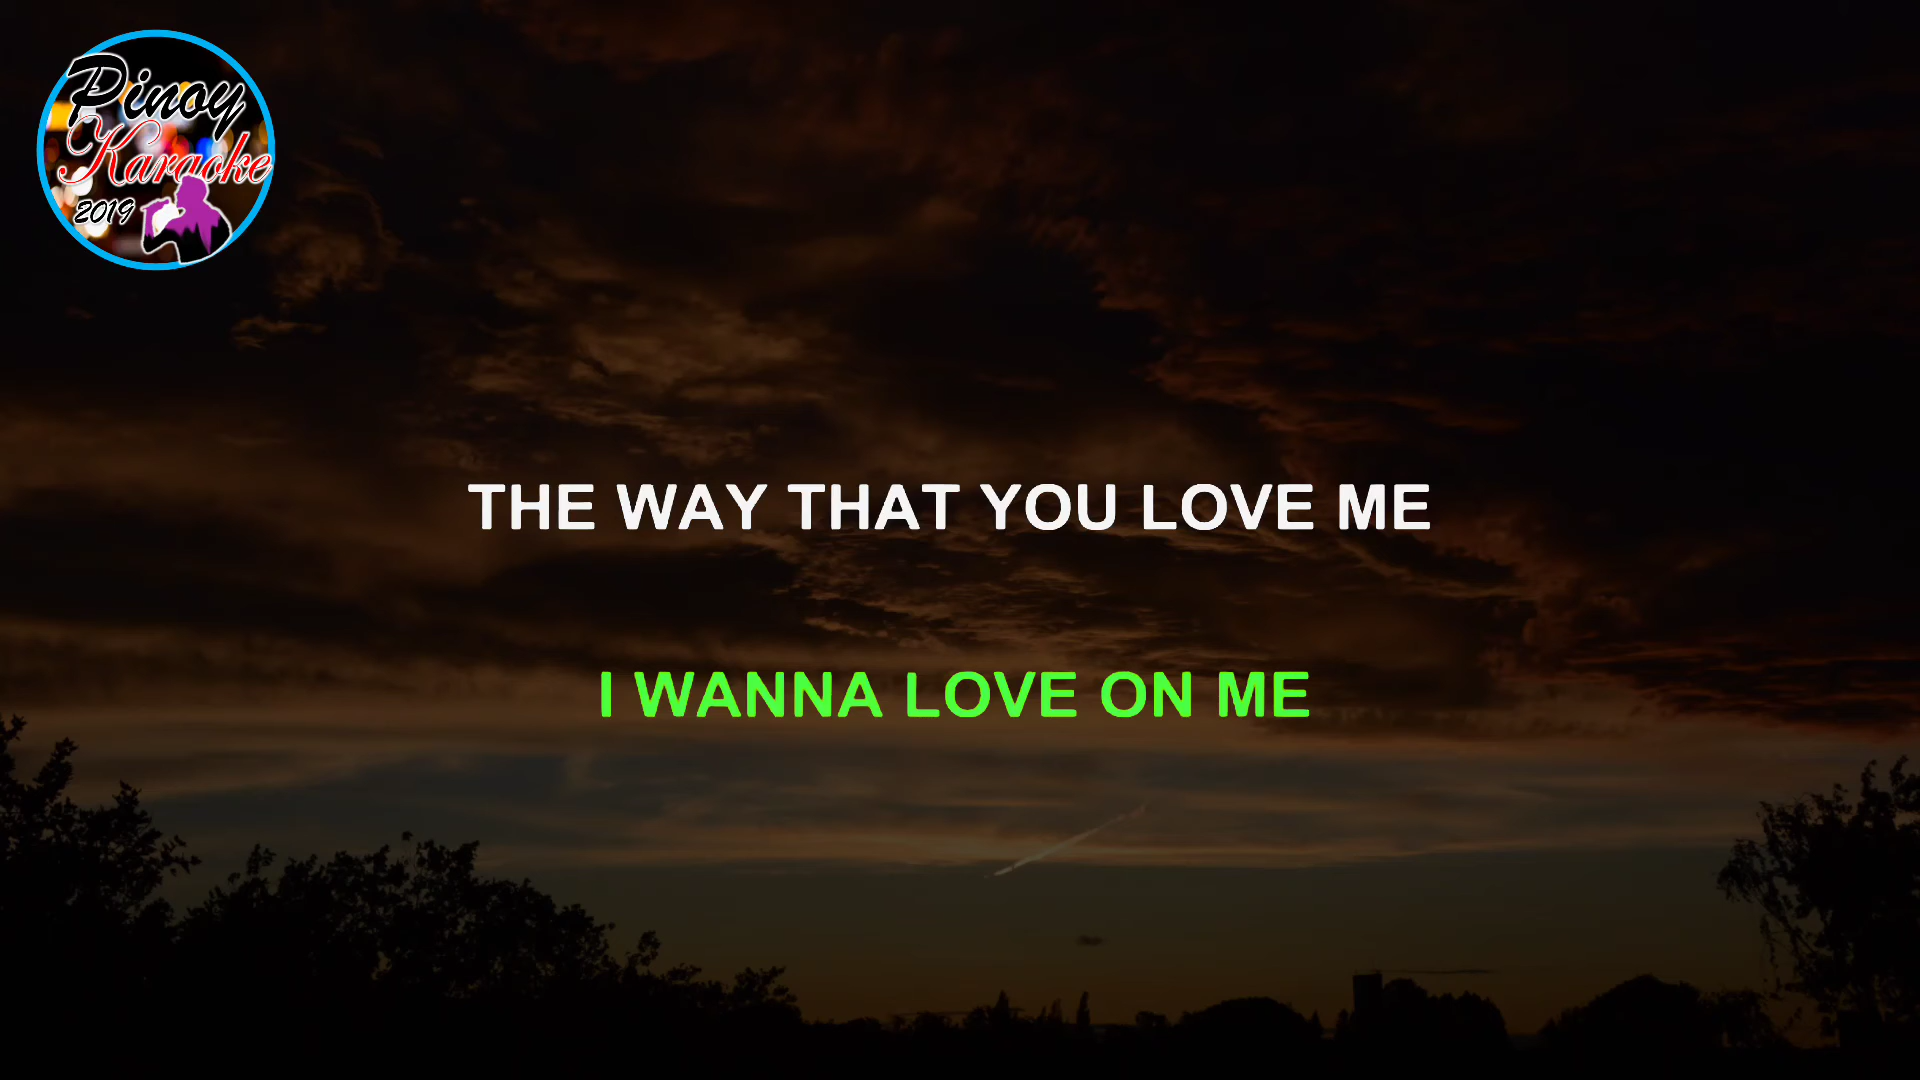 Pinoy
Karaoke
2019
THE WAY THAT YOU LOVE ME
I WANNA LOVE ON ME